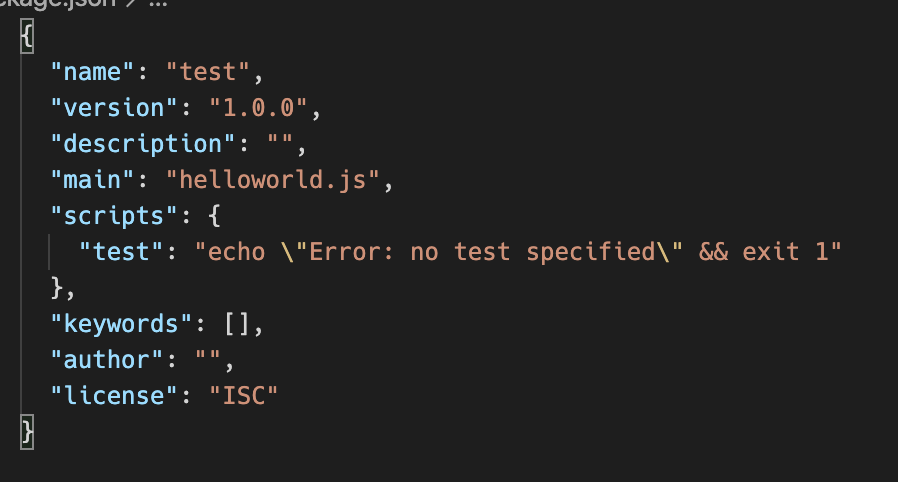 ckage.json > ...
{
"name": "test",
"version": "1.0.0",
"description": "",
"main": "helloworld.js",
"scripts": {
"test": "echo \"Error: no test specified\" && exit 1"
},
"keywords": [],
"author": "",
"license": "ISC"
}